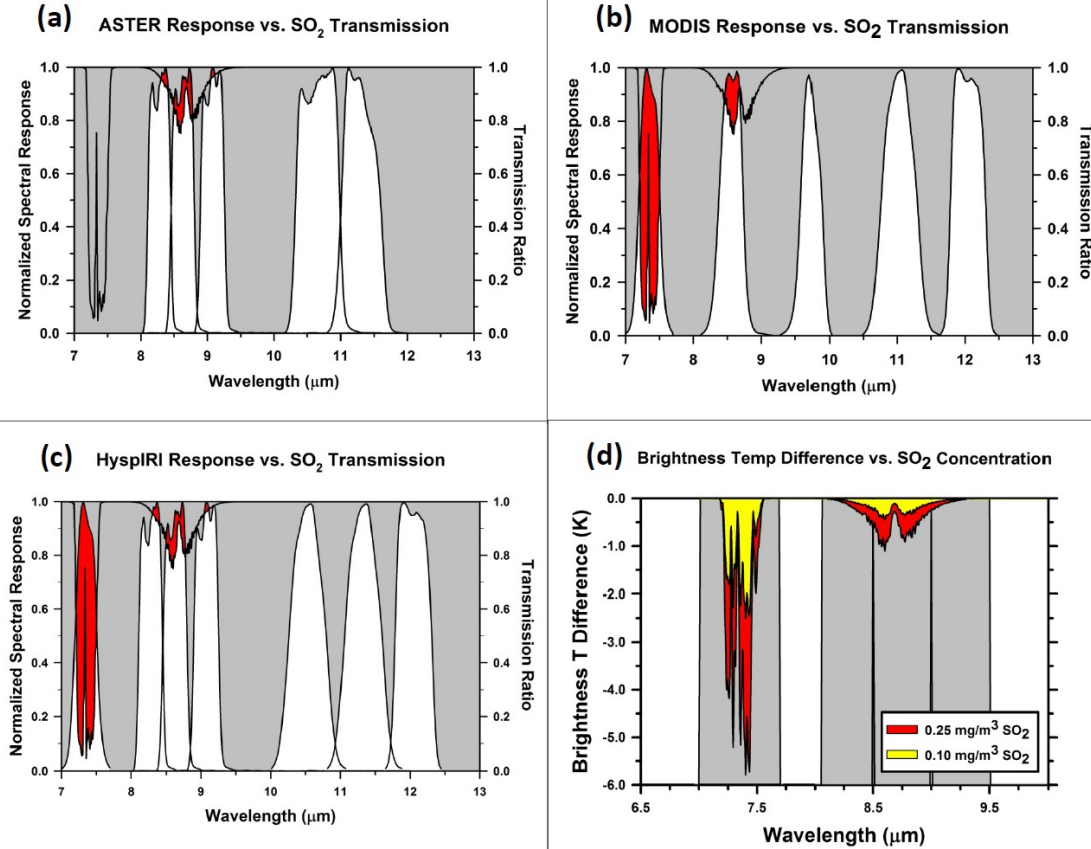 (a)
ASTER Response vs. SO2 Transmission
Normalized Spectral Response
1.0
0.8
0.6
0.4
0.2
0.0
1.0
0.8
0.6
0.4
0.2
0.0
Transmission Ratio
7 8 9 10 11 12 13
Wavelength (μm)
(b)
MODIS Response vs. SO2 Transmission
Normalized Spectral Response
1.0
0.8
0.6
0.4
0.2
0.0
1.0
0.8
0.6
0.4
0.2
0.0
Transmission Ratio
7 8 9 10 11 12 13
Wavelength (μm)
(c)
HyspIRI Response vs. SO2 Transmission
Normalized Spectral Response
1.0
0.8
0.6
0.4
0.2
0.0
1.0
0.8
0.6
0.4
0.2
0.0
Transmission Ratio
7 8 9 10 11 12 13
Wavelength (μm)
(d)
Brightness Temp Difference vs. SO2 Concentration
Brightness T Difference (K)
0.0
-1.0
-2.0
-3.0
-4.0
-5.0
-6.0
0.25 mg/m3 SO2
0.10 mg/m3 SO2
6.5 7.5 8.5 9.5
Wavelength (μm)